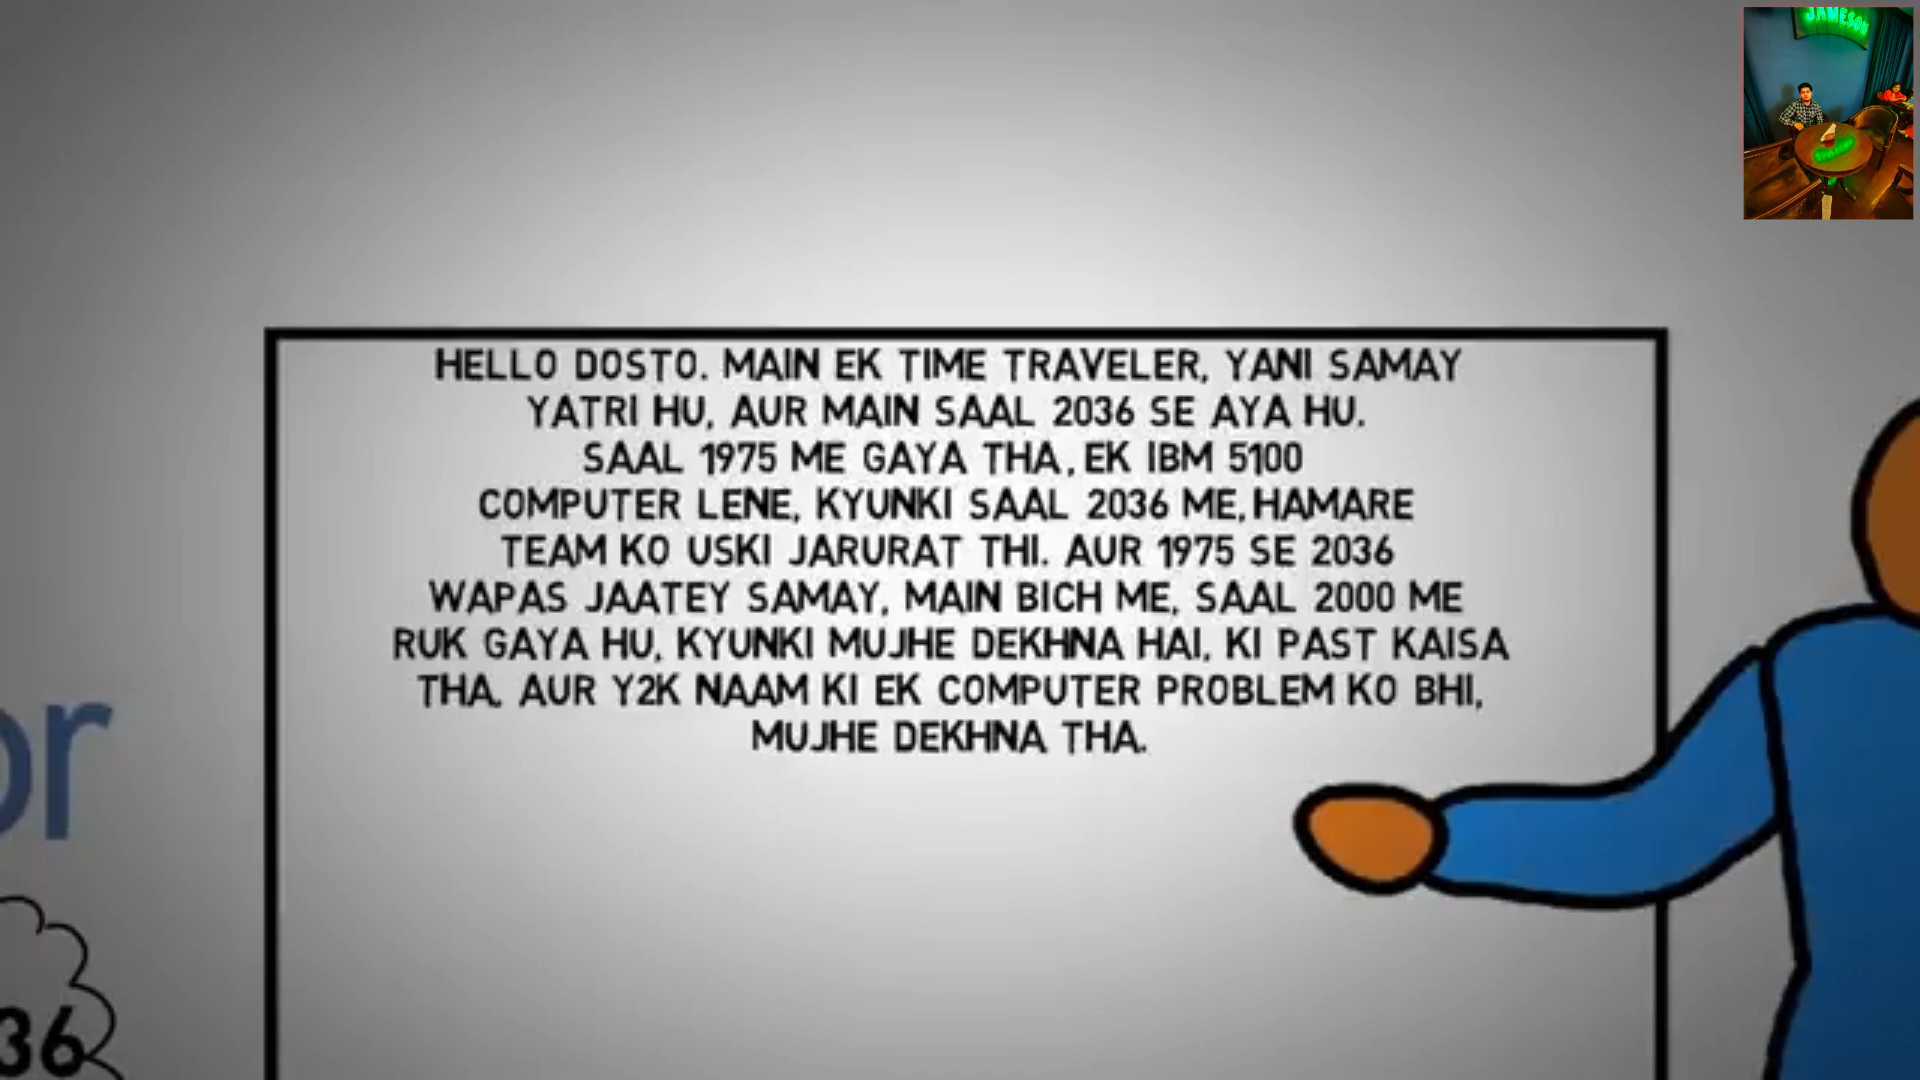 JAMESON
HELLO DOSTO. MAIN EK TIME TRAVELER, YANI SAMAY
YATRI HU, AUR MAIN SAAL 2036 SE AYA HU.
SAAL 1975 ME GAYA THA, EK IBM 5100
COMPUTER LENE, KYUNKI SAAL 2036 ME, HAMARE
TEAM KO USKI JARURAT THI. AUR 1975 SE 2036
WAPAS JAATEY SAMAY, MAIN BICH ME, SAAL 2000 ME
RUK GAYA HU, KYUNKI MUJHE DEKHNA HAI, KI PAST KAISA
THA. AUR Y2K NAAM KI EK COMPUTER PROBLEM KO BHI,
MUJHE DEKHNA THA.
or
36